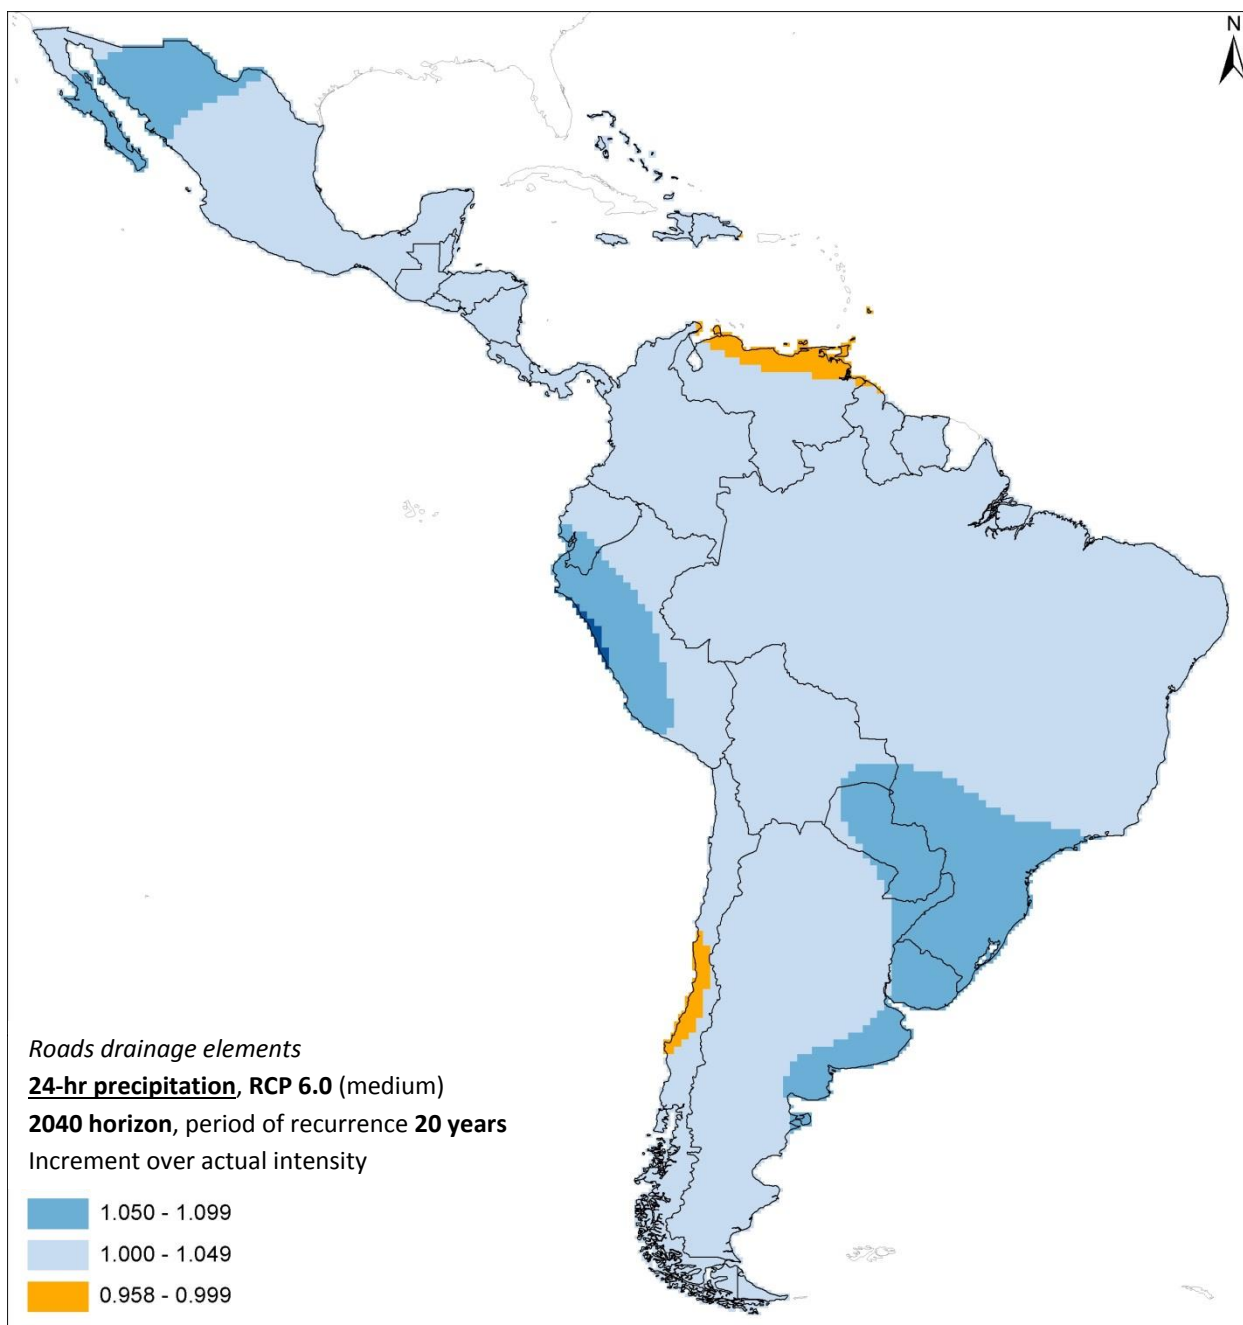 N
Roads drainage elements
24-hr precipitation, RCP 6.0 (medium)
2040 horizon, period of recurrence 20 years
Increment over actual intensity
1.050 - 1.099
1.000 - 1.049
0.958 - 0.999